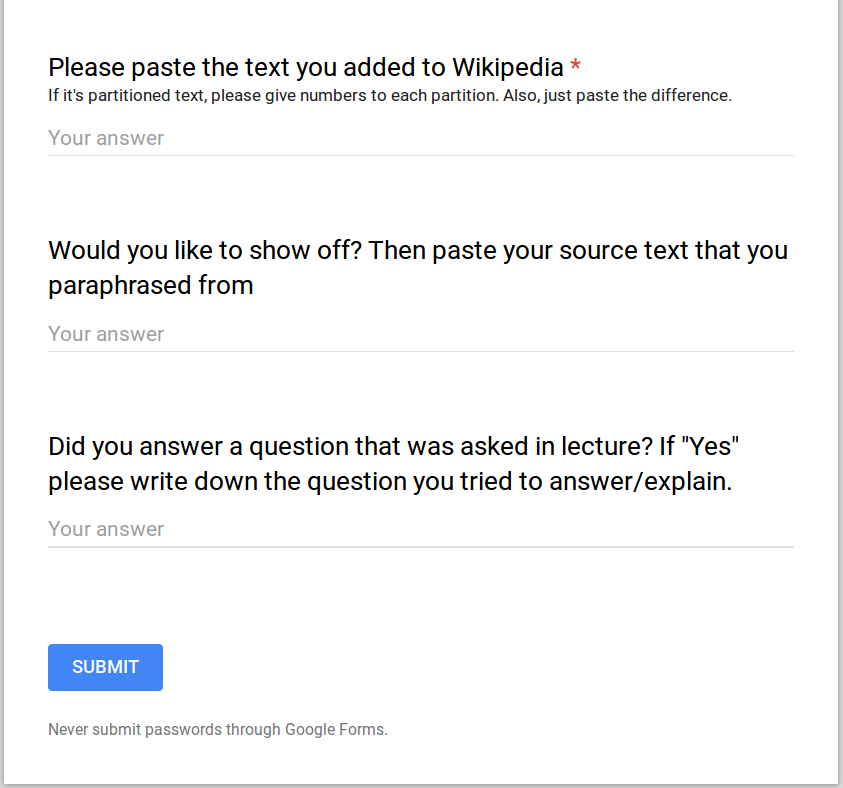 Please paste the text you added to Wikipedia *
If it's partitioned text, please give numbers to each partition. Also, just paste the difference.
Your answer
Would you like to show off? Then paste your source text that you
paraphrased from
Your answer
Did you answer a question that was asked in lecture? If "Yes"
please write down the question you tried to answer/explain.
Your answer
SUBMIT
Never submit passwords through Google Forms.